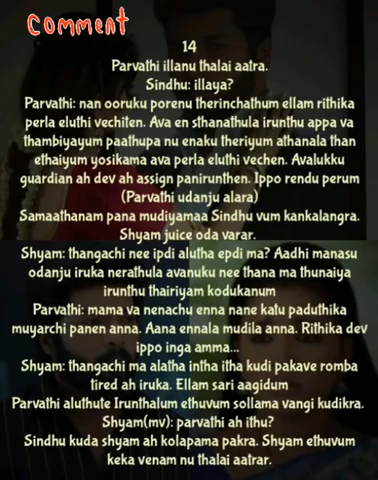 comment
14
Parvathi illanu thalai aatra.
Sindhu: illaya?
Parvathi: nan ooruku porenu therinchathum ellam rithika
perla eluthi vechiten. Ava en sthanathula irunthu appa va
thambiyayum paathupa nu enaku theriyum athanala than
ethaiyum yosikama ava perla eluthi vechen. Avalukku
guardian ah dev ah assign panirunthen. Ippo rendu perum
(Parvathi udanju alara)
Samaathanam pana mudiyamaa Sindhu vum kankalangra.
Shyam juice oda varar.
Shyam: thangachi nee ipdi alutha epdi ma? Aadhi manasu
odanju iruka nerathula avanuku nee thana ma thunaiya
irunthu thairiyam kodukanum
Parvathi: mama va nenachu enna nane katu paduthika
muyarchi panen anna. Aana ennala mudila anna. Rithika dev
ippo inga amma...
Shyam: thangachi ma alatha intha itha kudi pakave romba
tired ah iruka. Ellam sari aagidum
Parvathi aluthute Irunthalum ethuvum sollama vangi kudikra.
Shyam(mv): parvathi ah ithu?
Sindhu kuda shyam ah kolapama pakra. Shyam ethuvum
keka venam nu thalai aatrar.